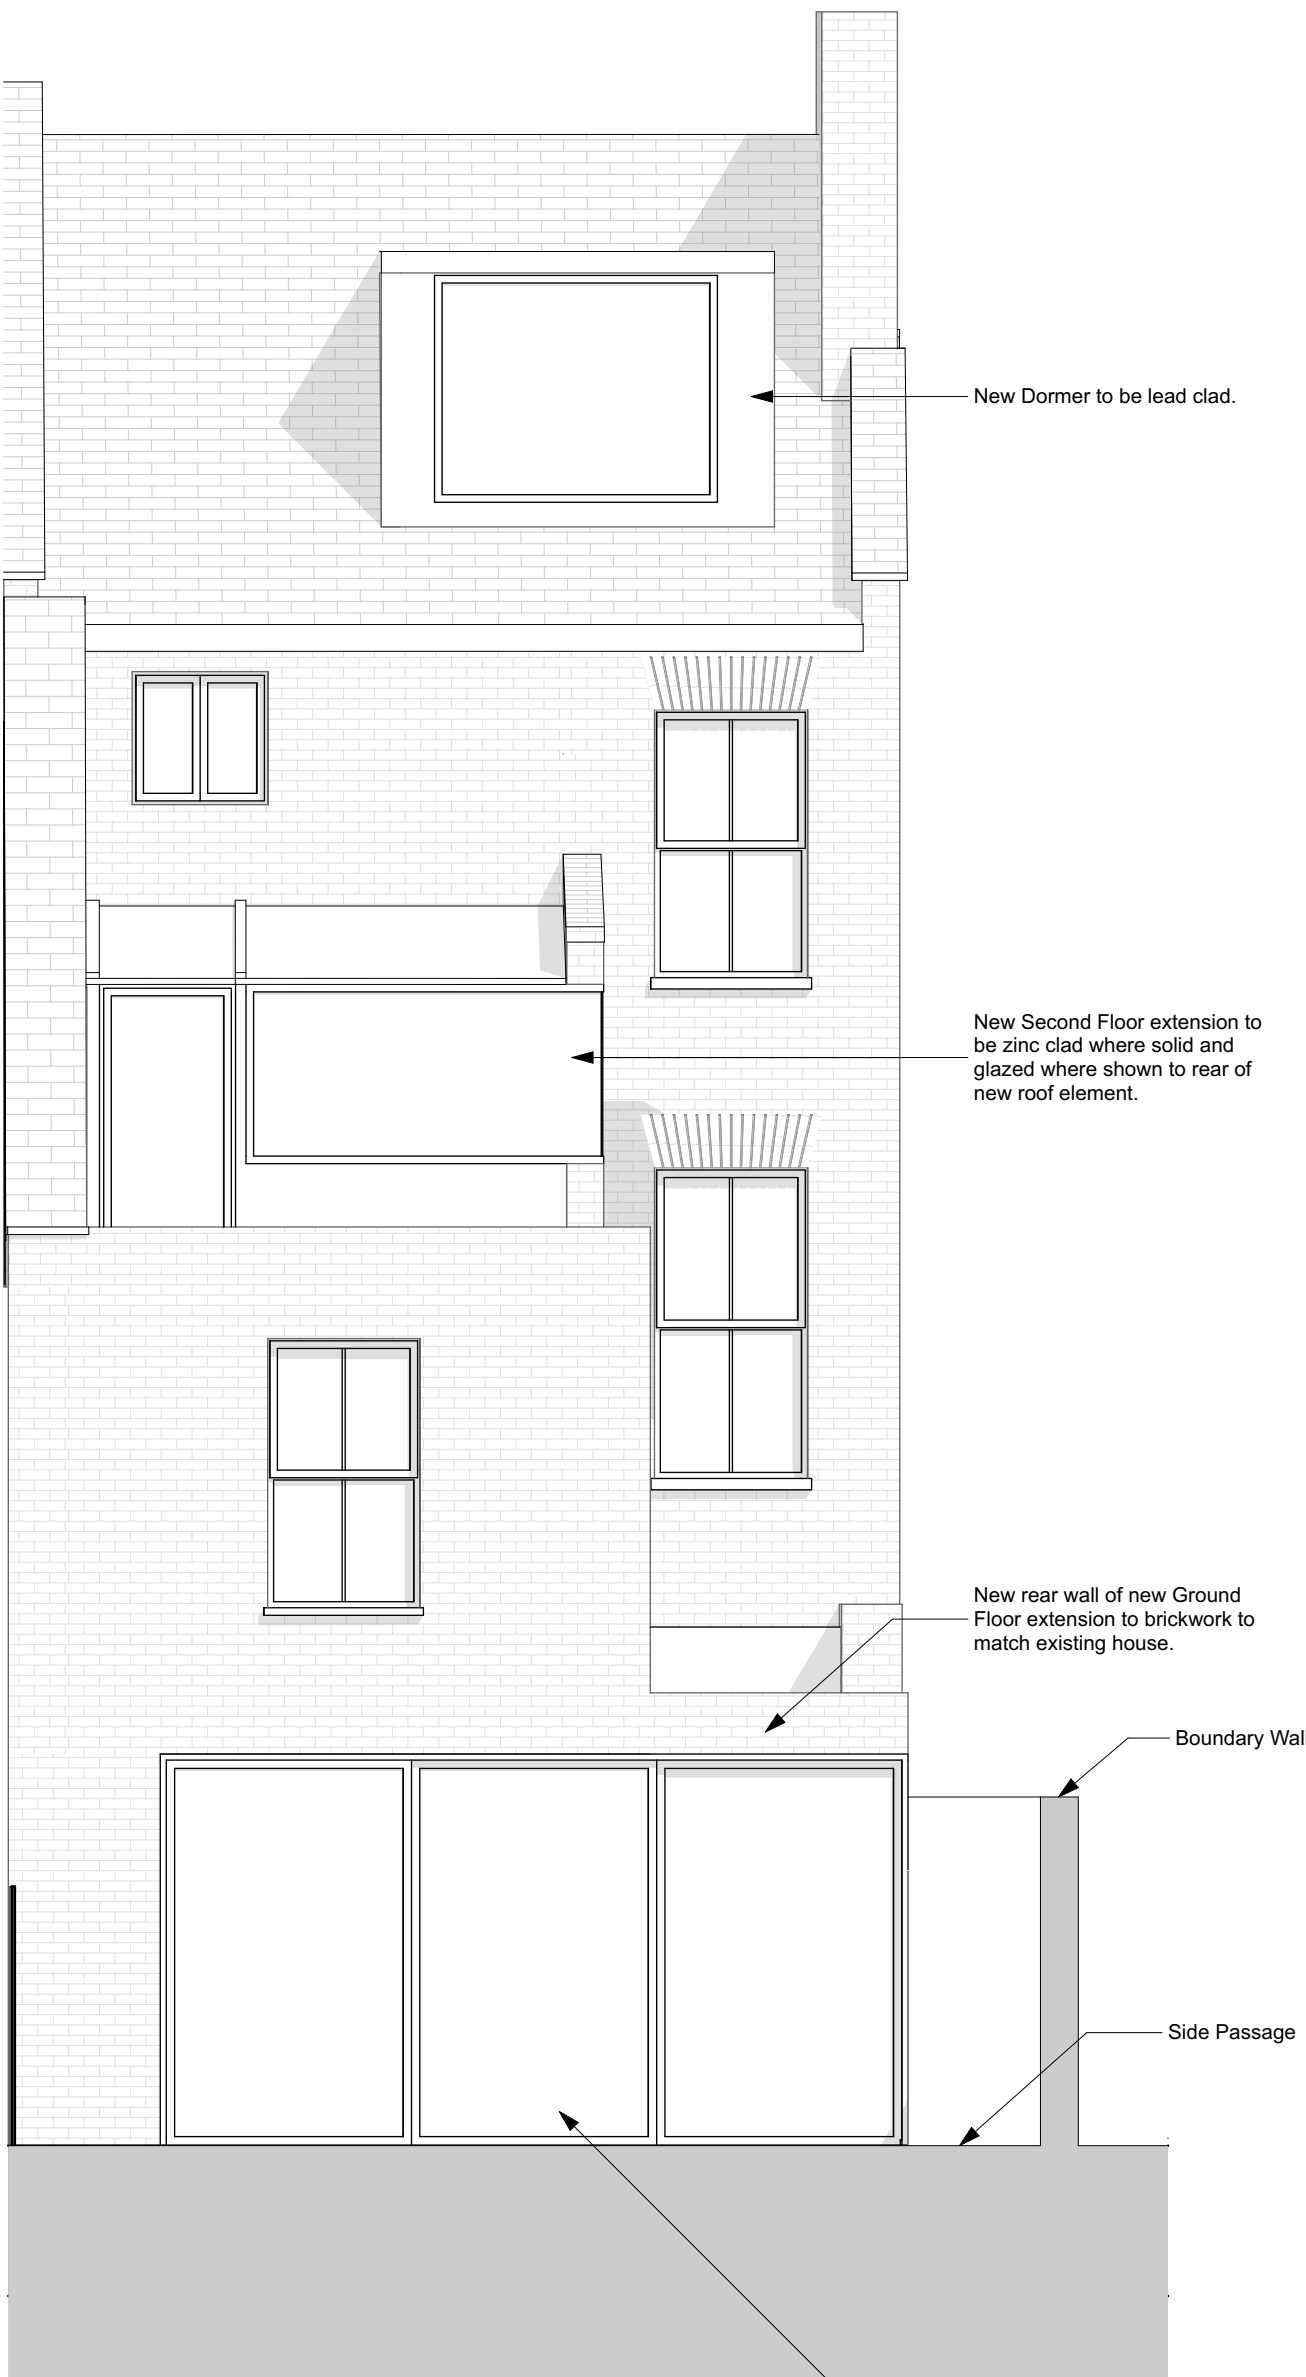 New Dormer to be lead clad.
New Second Floor extension to
be zinc clad where solid and
glazed where shown to rear of
new roof element.
New rear wall of new Ground
Floor extension to brickwork to
match existing house.
Boundary Wall
Side Passage